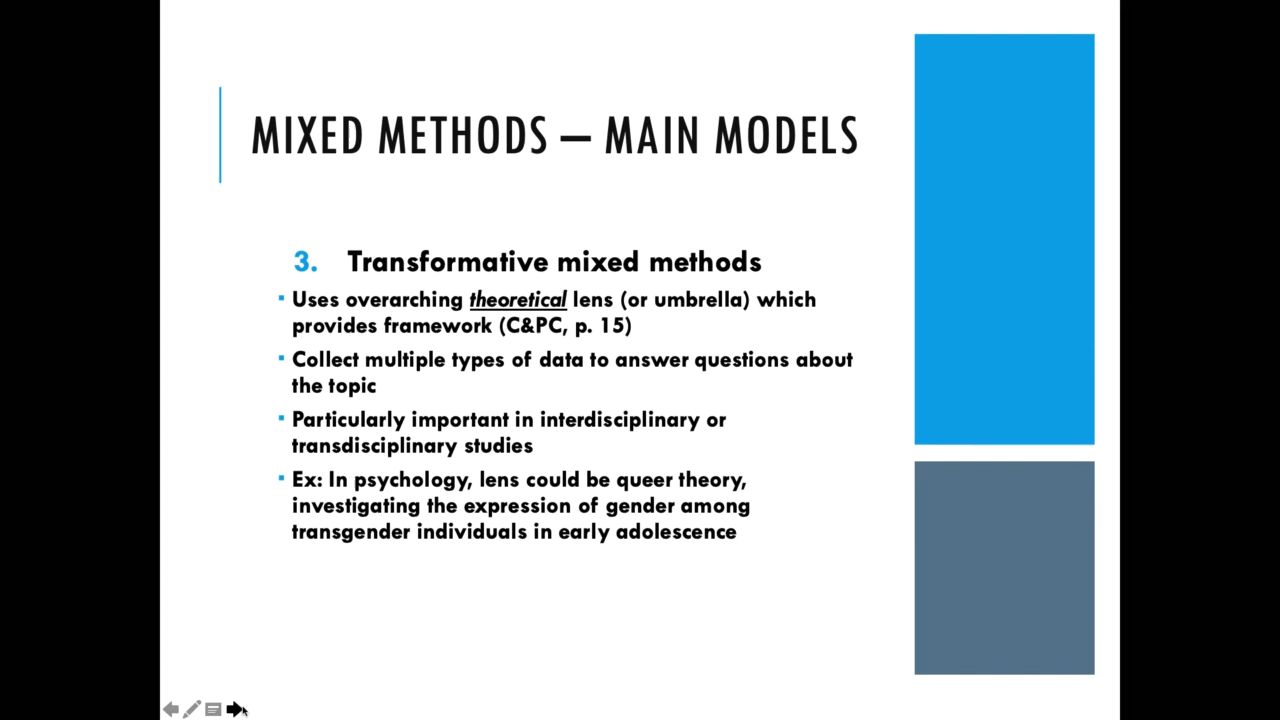 MIXED METHODS – MAIN MODELS
3. Transformative mixed methods
▪ Uses overarching theoretical lens (or umbrella) which
provides framework (C&PC, p. 15)
▪ Collect multiple types of data to answer questions about
the topic
▪ Particularly important in interdisciplinary or
transdisciplinary studies
▪ Ex: In psychology, lens could be queer theory,
investigating the expression of gender among
transgender individuals in early adolescence